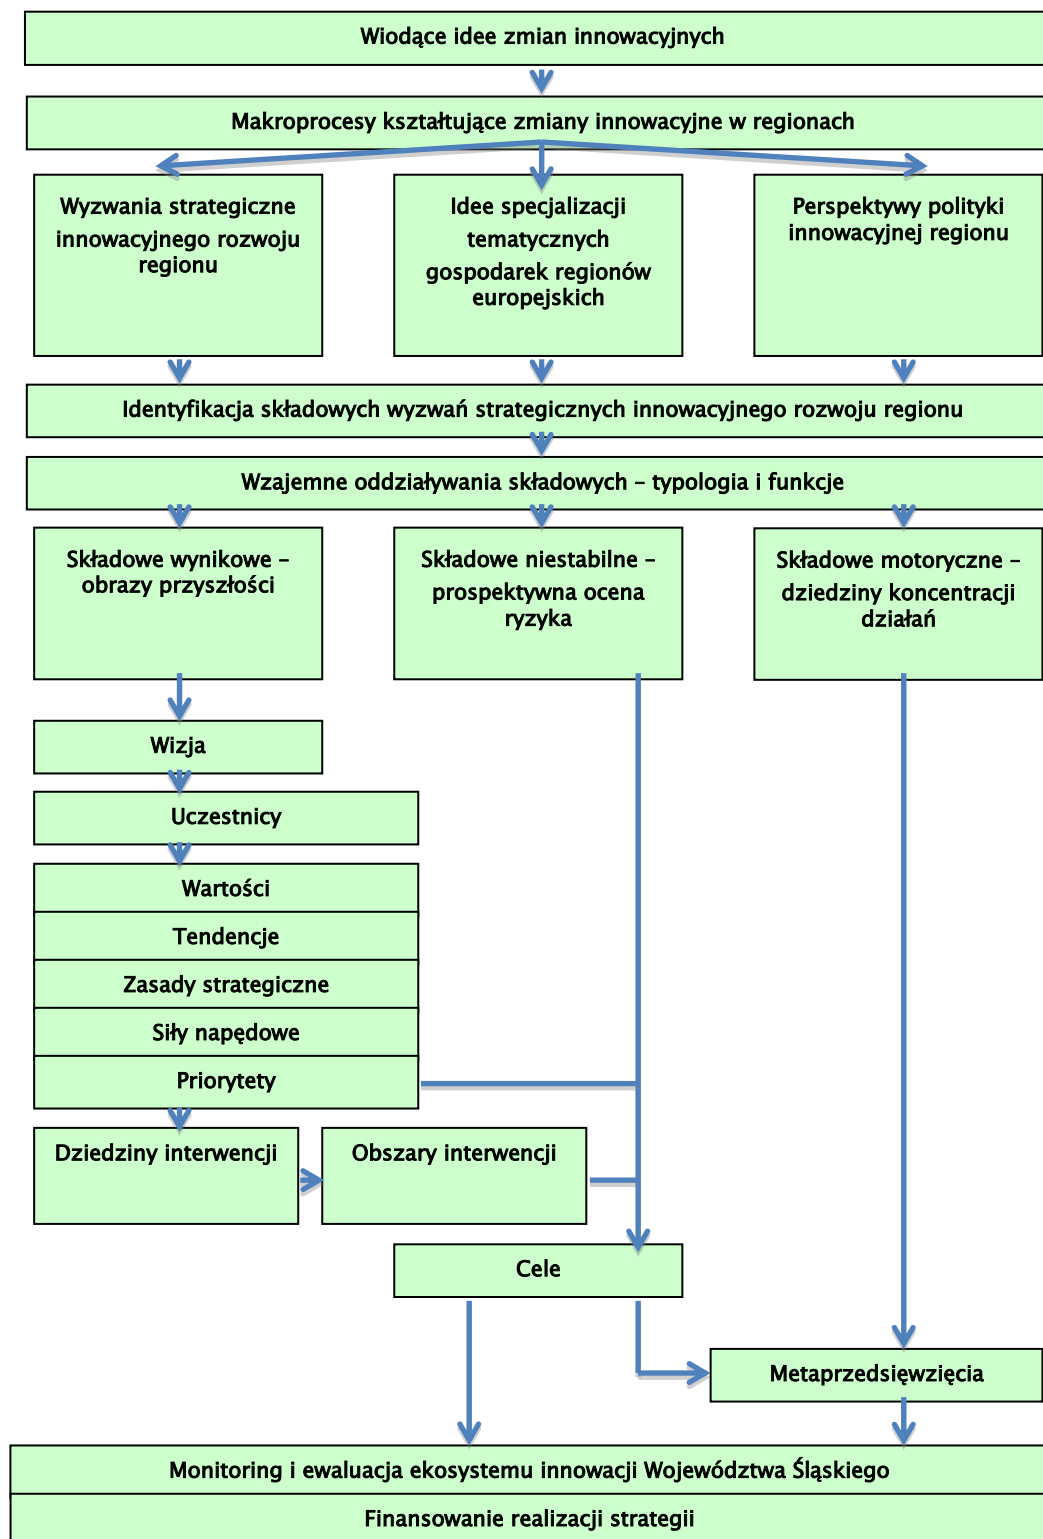 Wiodące idee zmian innowacyjnych
Makroprocesy kształtujące zmiany innowacyjne w regionach
Wyzwania strategiczne
innowacyjnego rozwoju
regionu
Idee specjalizacji
tematycznych
gospodarek regionów
europejskich
Perspektywy polityki
innowacyjnej regionu
Identyfikacja składowych wyzwań strategicznych innowacyjnego rozwoju regionu
Wzajemne oddziaływania składowych – typologia i funkcje
Składowe wynikowe –
obrazy przyszłości
Składowe niestabilne –
prospektywna ocena
ryzyka
Składowe motoryczne –
dziedziny koncentracji
działań
Wizja
Uczestnicy
Wartości
Tendencje
Zasady strategiczne
Siły napędowe
Priorytety
Dziedziny interwencji
Obszary interwencji
Cele
Metaprzedsięwzięcia
Monitoring i ewaluacja ekosystemu innowacji Województwa Śląskiego
Finansowanie realizacji strategii